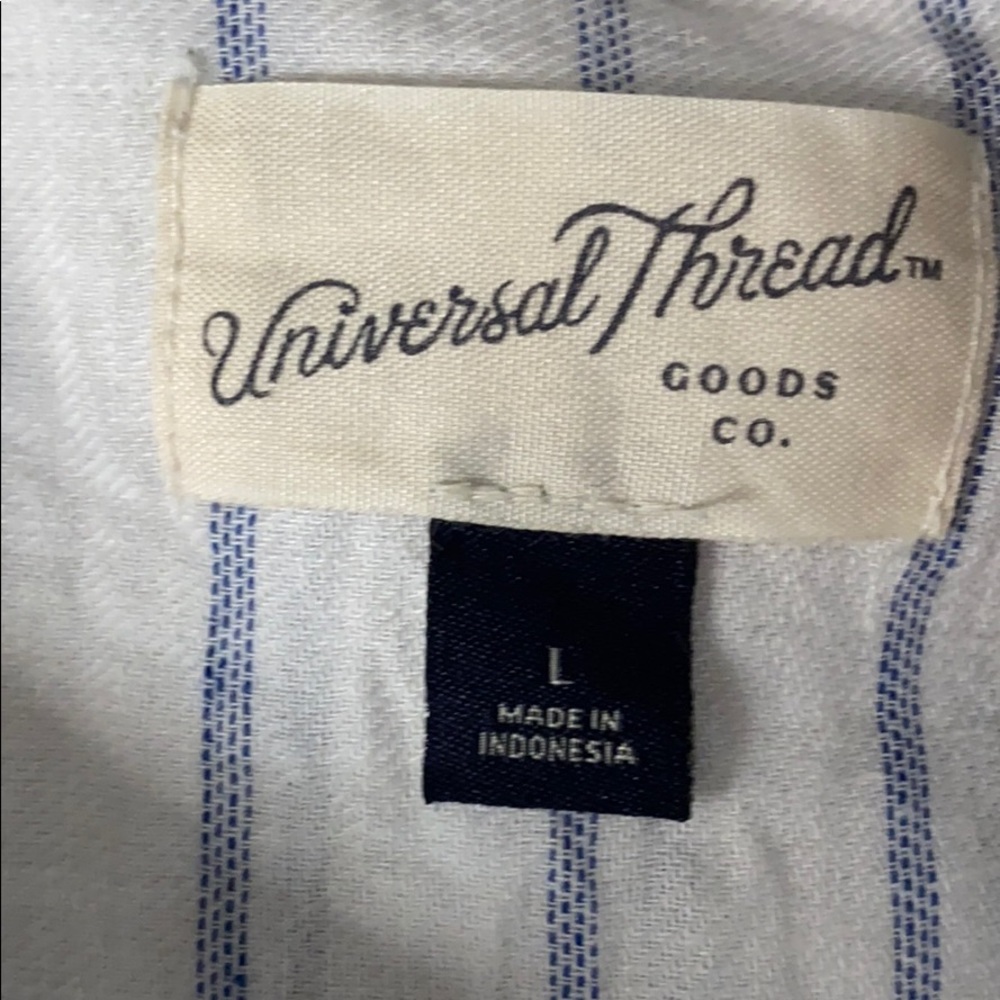 Universal Thread™
GOODS
CO.
L
MADE IN
INDONESIA